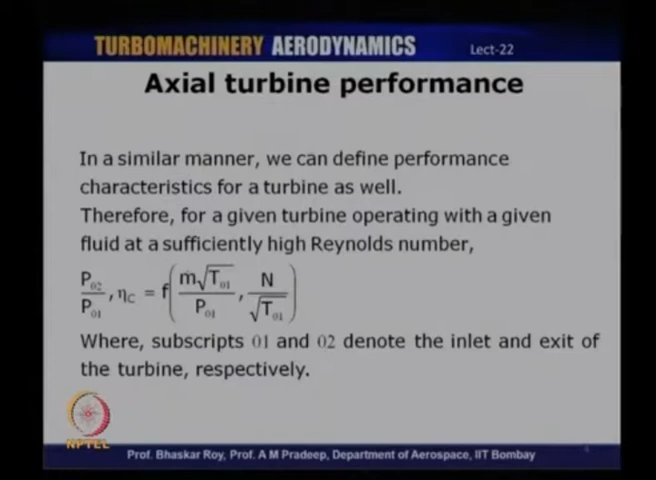 TURBOMACHINERY AERODYNAMICS Lect-22
Axial turbine performance
In a similar manner, we can define performance
characteristics for a turbine as well.
Therefore, for a given turbine operating with a given
fluid at a sufficiently high Reynolds number,
P₀₂/P₀₁, ηC = f(ṁ√T₀₁/P₀₁, N/√T₀₁)
Where, subscripts 01 and 02 denote the inlet and exit of
the turbine, respectively.
NPTEL
Prof. Bhaskar Roy, Prof. A M Pradeep, Department of Aerospace, IIT Bombay